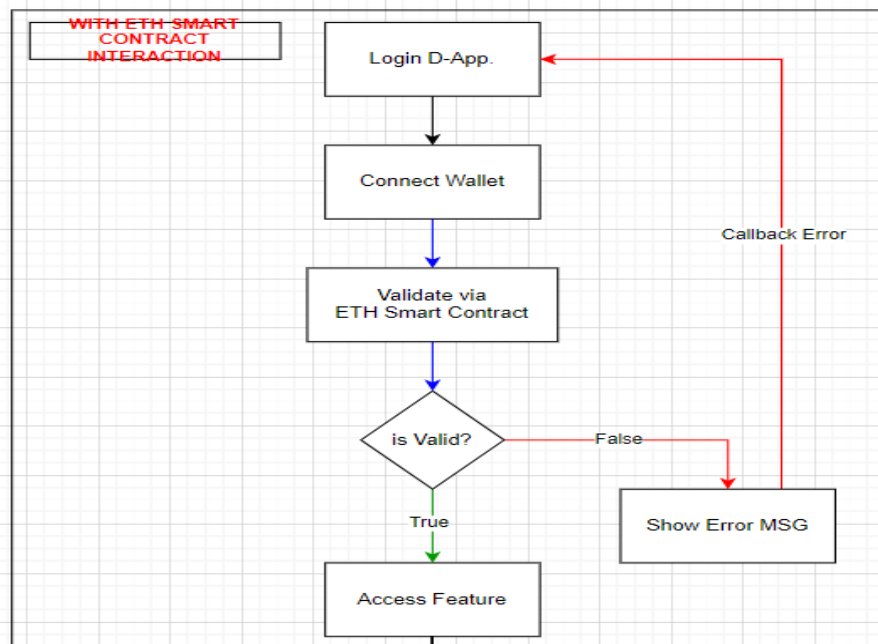 WITH ETH SMART
CONTRACT
INTERACTION
Login D-App.
Connect Wallet
Callback Error
Validate via
ETH Smart Contract
is Valid?
False
True
Show Error MSG
Access Feature